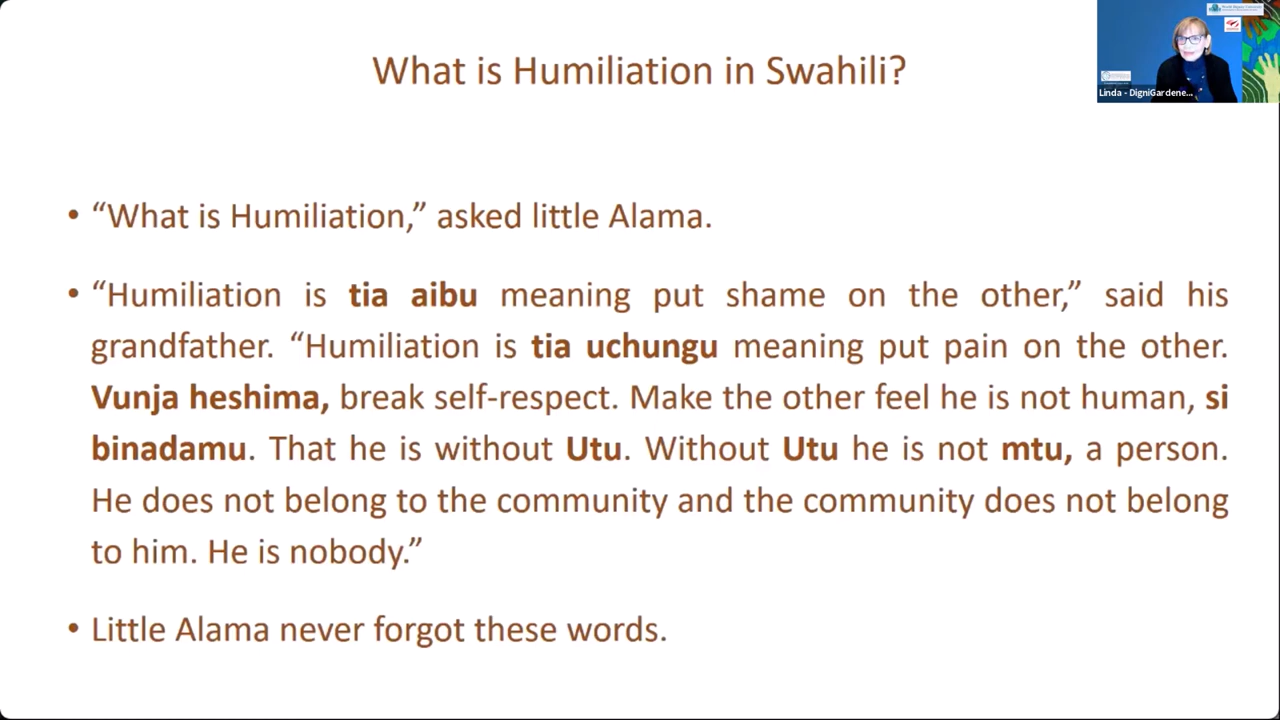 What is Humiliation in Swahili?
Linda - DigniGardene...
• “What is Humiliation,” asked little Alama.
• “Humiliation is tia aibu meaning put shame on the other,” said his
grandfather. “Humiliation is tia uchungu meaning put pain on the other.
Vunja heshima, break self-respect. Make the other feel he is not human, si
binadamu. That he is without Utu. Without Utu he is not mtu, a person.
He does not belong to the community and the community does not belong
to him. He is nobody.”
• Little Alama never forgot these words.